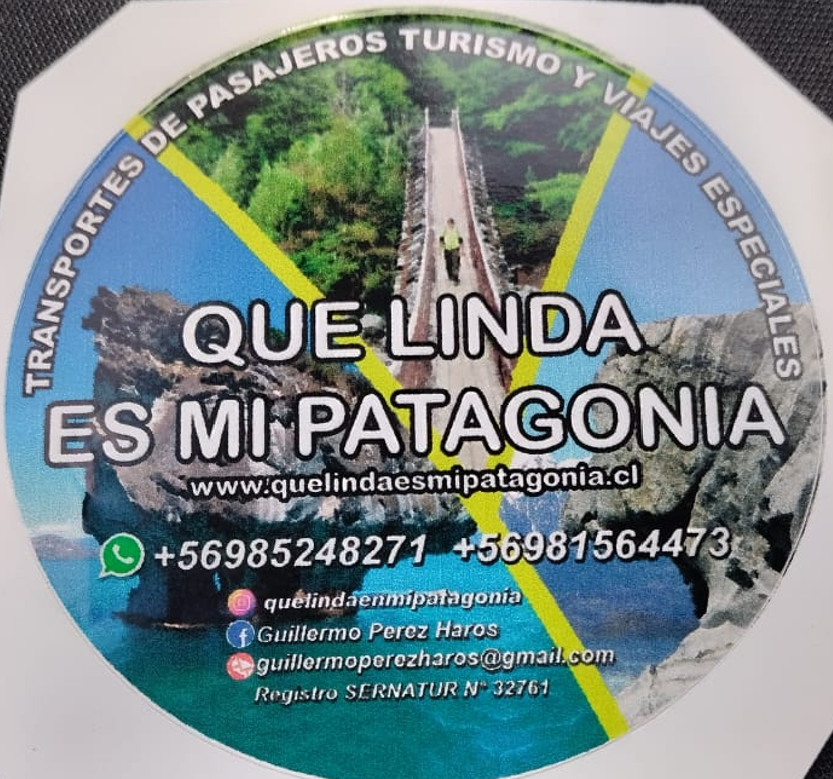 TRANSPORTES DE PASAJEROS TURISMO Y VIAJES ESPECIALES
QUE LINDA
ES MI PATAGONIA
www.quelindaesmipatagonia.cl
+56985248271 +56981564473
quelindaenmipatagonia
Guillermo Perez Haros
guillermoperezharos@gmail.com
Registro SERNATUR N° 32761